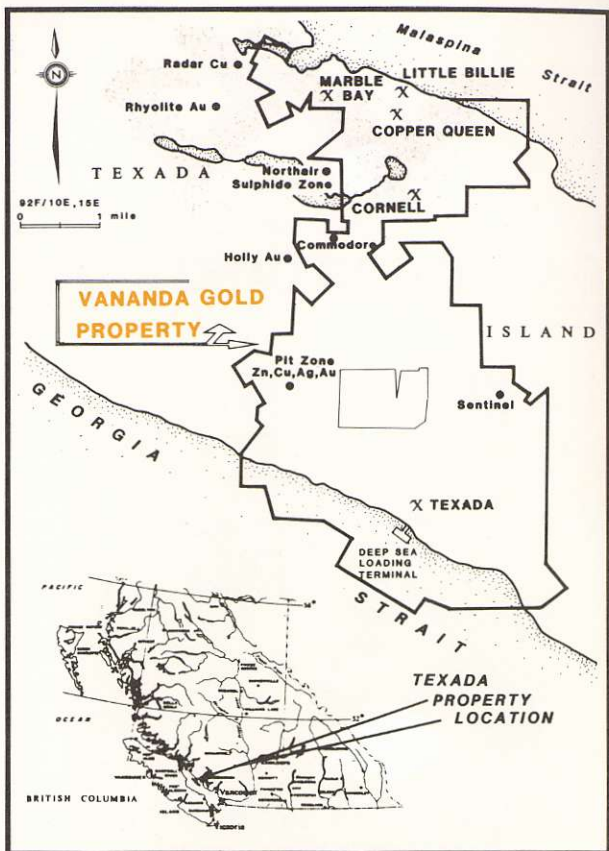 Malaspina
Strait
N
Radar Cu
MARBLE
BAY
LITTLE BILLIE
Rhyolite Au
COPPER QUEEN
TEXADA
Northair
Sulphide Zone
CORNELL
92F/10E, 15E
0 1
mile
Commodore
Holly Au
VANANDA GOLD
PROPERTY
ISLAND
Pit Zone
Zn,Cu,Ag,Au
Sentinel
GEORGIA
TEXADA
DEEP SEA
LOADING
TERMINAL
STRAIT
PACIFIC
OCEAN
52°
TEXADA
PROPERTY
LOCATION
BRITISH COLUMBIA
VANCOUVER
VICTORIA